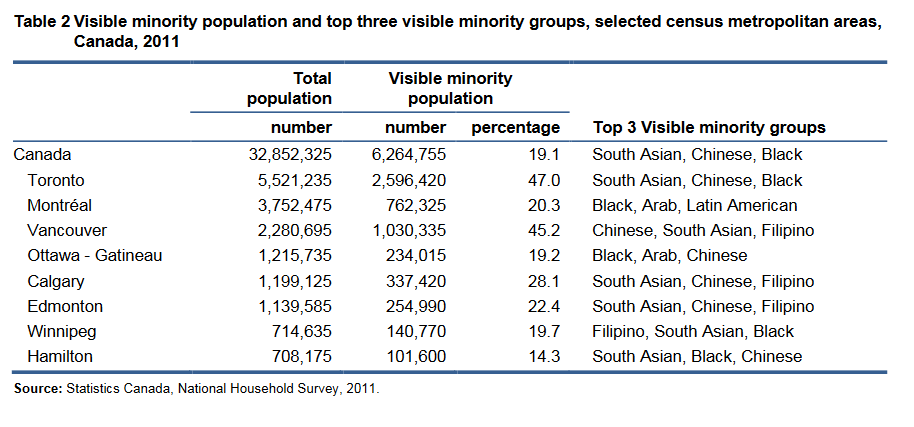 Table 2 Visible minority population and top three visible minority groups, selected census metropolitan areas,
Canada, 2011
Total Visible minority
population population
number number percentage Top 3 Visible minority groups
Canada 32,852,325 6,264,755 19.1 South Asian, Chinese, Black
Toronto 5,521,235 2,596,420 47.0 South Asian, Chinese, Black
Montréal 3,752,475 762,325 20.3 Black, Arab, Latin American
Vancouver 2,280,695 1,030,335 45.2 Chinese, South Asian, Filipino
Ottawa - Gatineau 1,215,735 234,015 19.2 Black, Arab, Chinese
Calgary 1,199,125 337,420 28.1 South Asian, Chinese, Filipino
Edmonton 1,139,585 254,990 22.4 South Asian, Chinese, Filipino
Winnipeg 714,635 140,770 19.7 Filipino, South Asian, Black
Hamilton 708,175 101,600 14.3 South Asian, Black, Chinese
Source: Statistics Canada, National Household Survey, 2011.